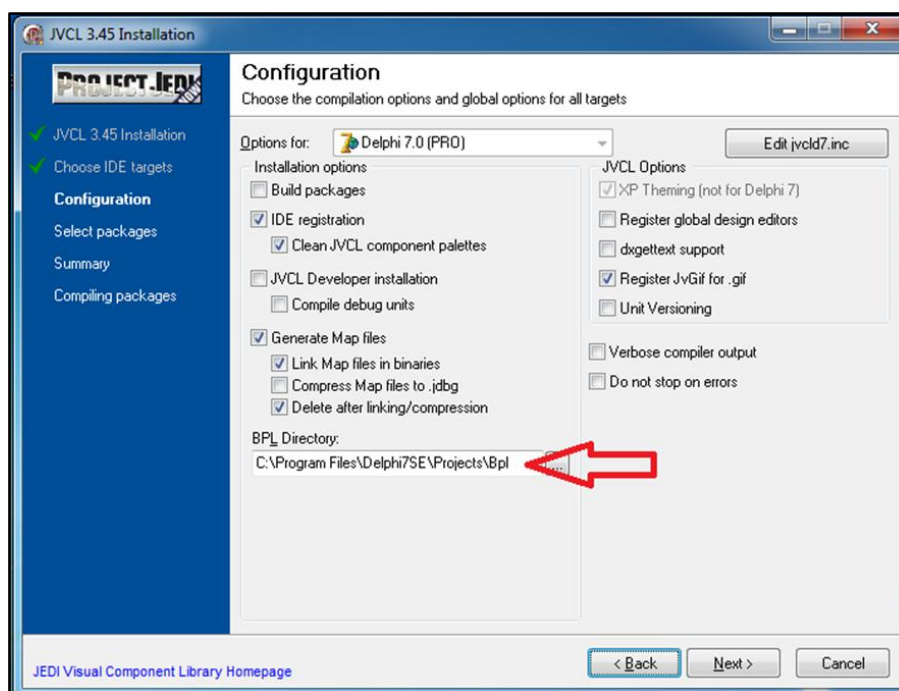 JVCL 3.45 Installation
PROJECT JEDI
JVCL 3.45 Installation
Choose IDE targets
Configuration
Select packages
Summary
Compiling packages
Configuration
Choose the compilation options and global options for all targets
Options for: Delphi 7.0 (PRO)
Edit jvcld7.inc
Installation options
Build packages
IDE registration
Clean JVCL component palettes
JVCL Developer installation
Compile debug units
Generate Map files
Link Map files in binaries
Compress Map files to .jdbg
Delete after linking/compression
BPL Directory:
C:\Program Files\Delphi7SE\Projects\Bpl
...
JVCL Options
XP Theming (not for Delphi 7)
Register global design editors
dxgettext support
Register JvGif for .gif
Unit Versioning
Verbose compiler output
Do not stop on errors
JEDI Visual Component Library Homepage
< Back
Next >
Cancel